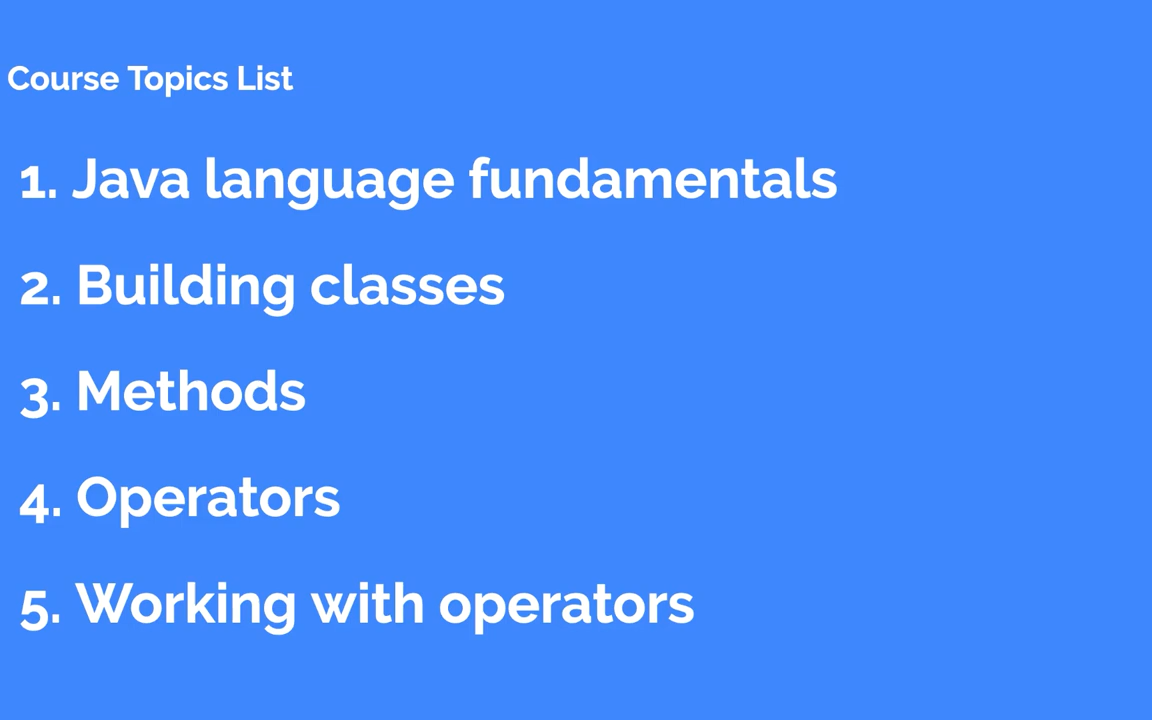 Course Topics List
1. Java language fundamentals
2. Building classes
3. Methods
4. Operators
5. Working with operators